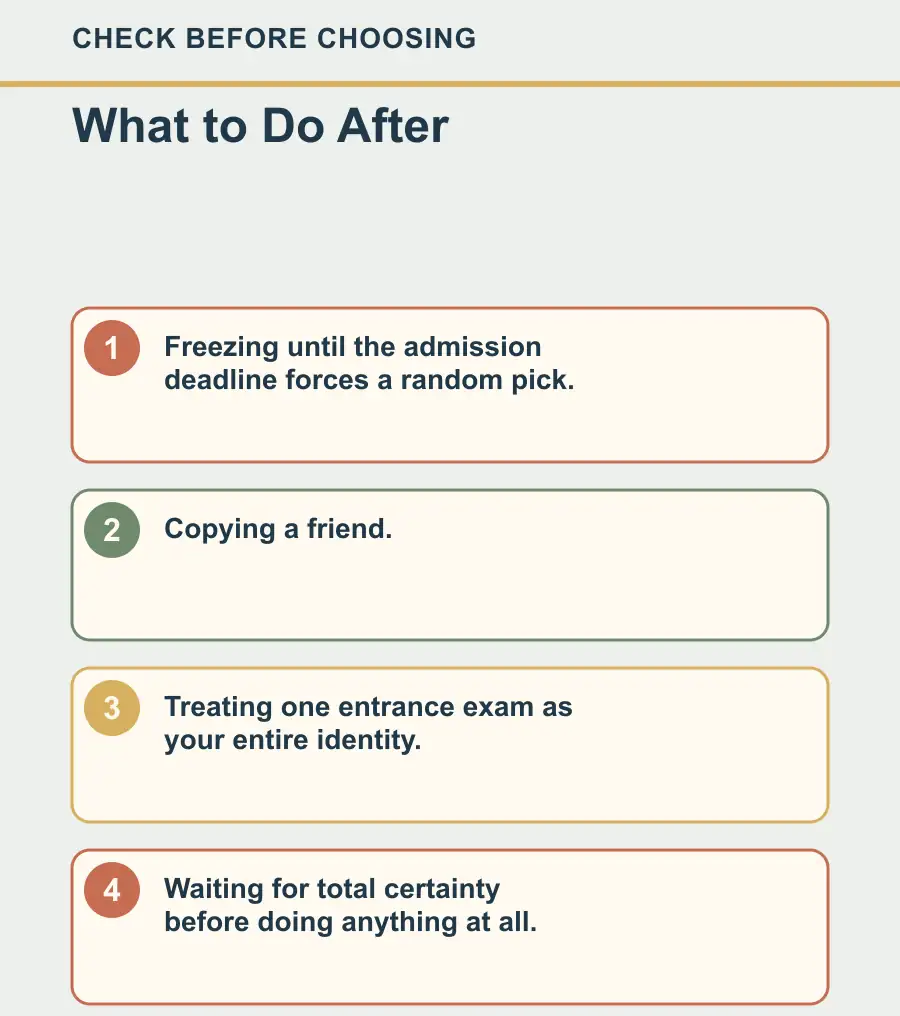 CHECK BEFORE CHOOSING
What to Do After
1
Freezing until the admission
deadline forces a random pick.
2
Copying a friend.
3
Treating one entrance exam as
your entire identity.
4
Waiting for total certainty
before doing anything at all.